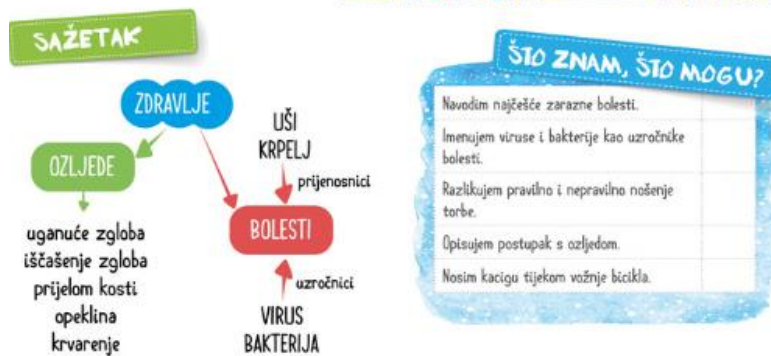 SAŽETAK
ZDRAVLJE
OZLJEDE
uganuće zgloba
iščašenje zgloba
prijelom kosti
opeklina
krvarenje
UŠI
KRPELJ
prijenosnici
BOLESTI
uzročnici
VIRUS
BAKTERIJA
ŠTO ZNAM, ŠTO MOGU?
Navodim najčešće zarazne bolesti.
Imenujem viruse i bakterije kao uzročnike
bolesti.
Razlikujem pravilno i nepravilno nošenje
torbe.
Opisujem postupak s ozljedom.
Nosim kacigu tijekom vožnje bicikla.